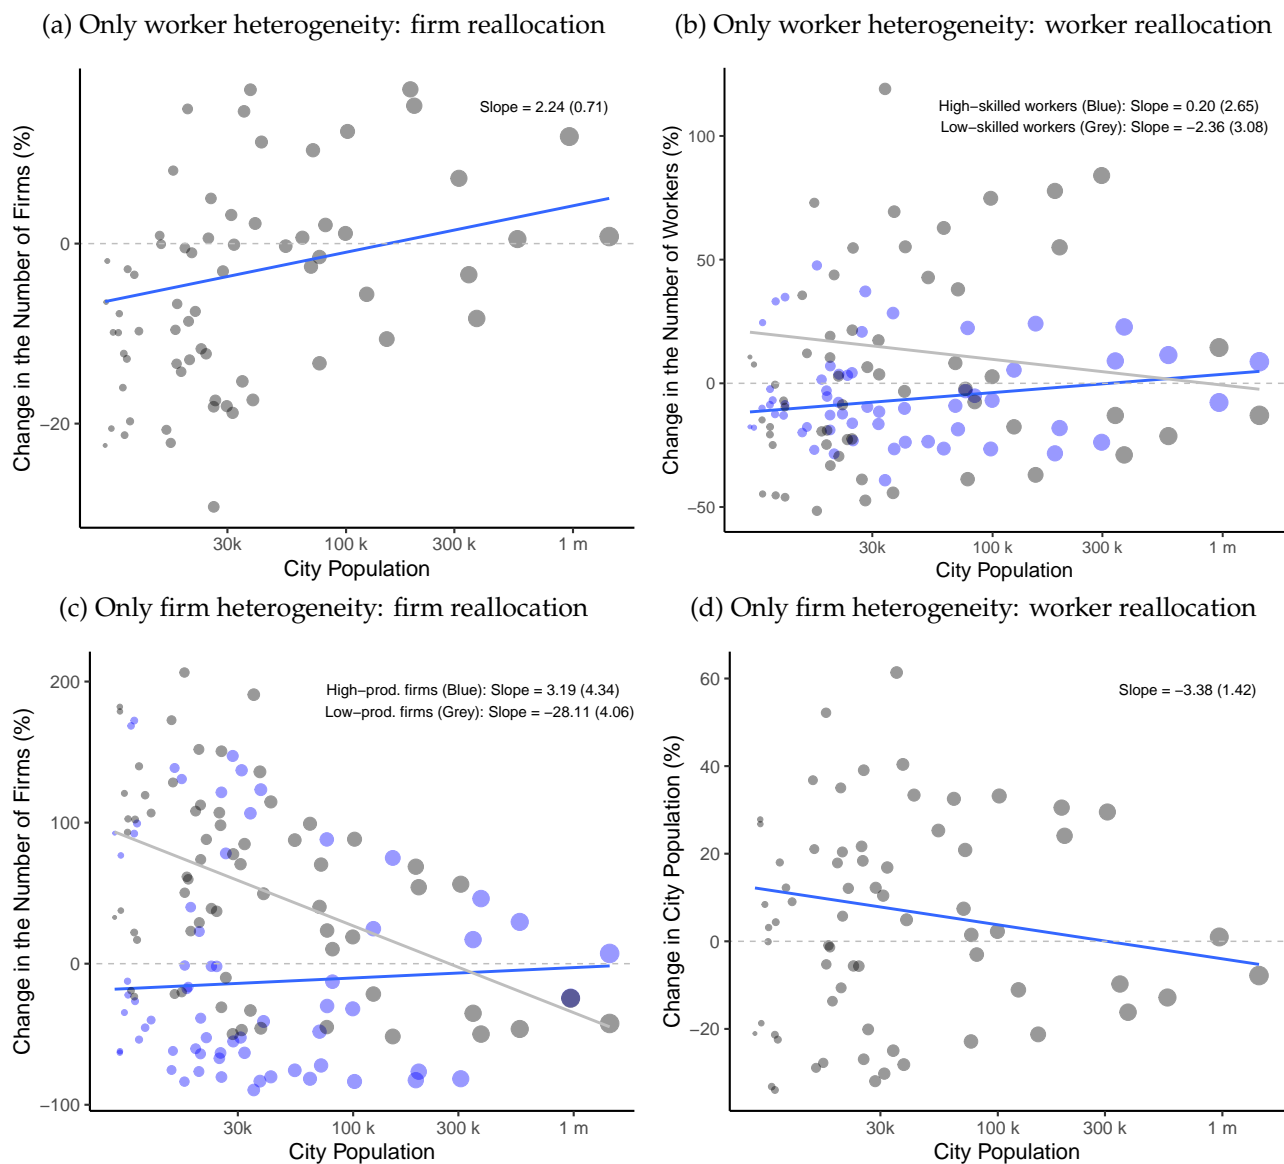 (a) Only worker heterogeneity: firm reallocation
Slope = 2.24 (0.71)
Change in the Number of Firms (%)
0
−20
30k
100 k
300 k
1 m
City Population
(b) Only worker heterogeneity: worker reallocation
High−skilled workers (Blue): Slope = 0.20 (2.65)
Low−skilled workers (Grey): Slope = −2.36 (3.08)
Change in the Number of Workers (%)
100
50
0
−50
30k
100 k
300 k
1 m
City Population
(c) Only firm heterogeneity: firm reallocation
High−prod. firms (Blue): Slope = 3.19 (4.34)
Low−prod. firms (Grey): Slope = −28.11 (4.06)
Change in the Number of Firms (%)
200
100
0
−100
30k
100 k
300 k
1 m
City Population
(d) Only firm heterogeneity: worker reallocation
Slope = −3.38 (1.42)
Change in City Population (%)
60
40
20
0
−20
30k
100 k
300 k
1 m
City Population